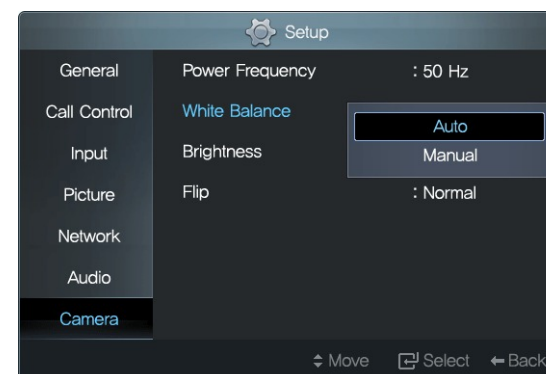 Setup
General
Call Control
Input
Picture
Network
Audio
Camera
Power Frequency : 50 Hz
White Balance
Auto
Manual
Brightness
Flip : Normal
Move Select Back